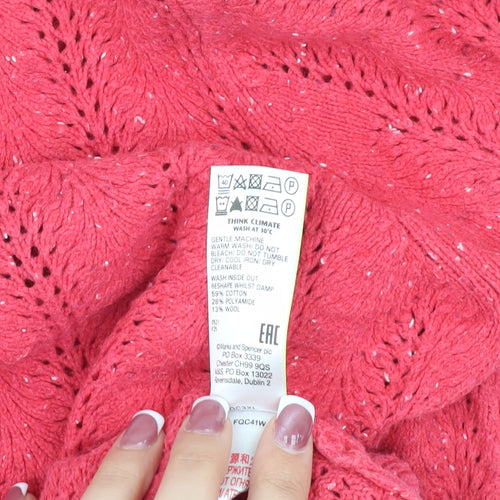 THINK CLIMATE
WASH AT 30°C
GENTLE MACHINE
WARM WASH: DO NOT
BLEACH: DO NOT TUMBLE
DRY: COOL IRON: DRY
CLEANABLE
WASH INSIDE OUT
RESHAPE WHILST DAMP
59% COTTON
28% POLYAMIDE
13% WOOL
EAC
Marks and Spencer plc
PO Box 3339
Chester CH99 9QS
M&S, PO Box 13022
Dublin 2
FQC41W